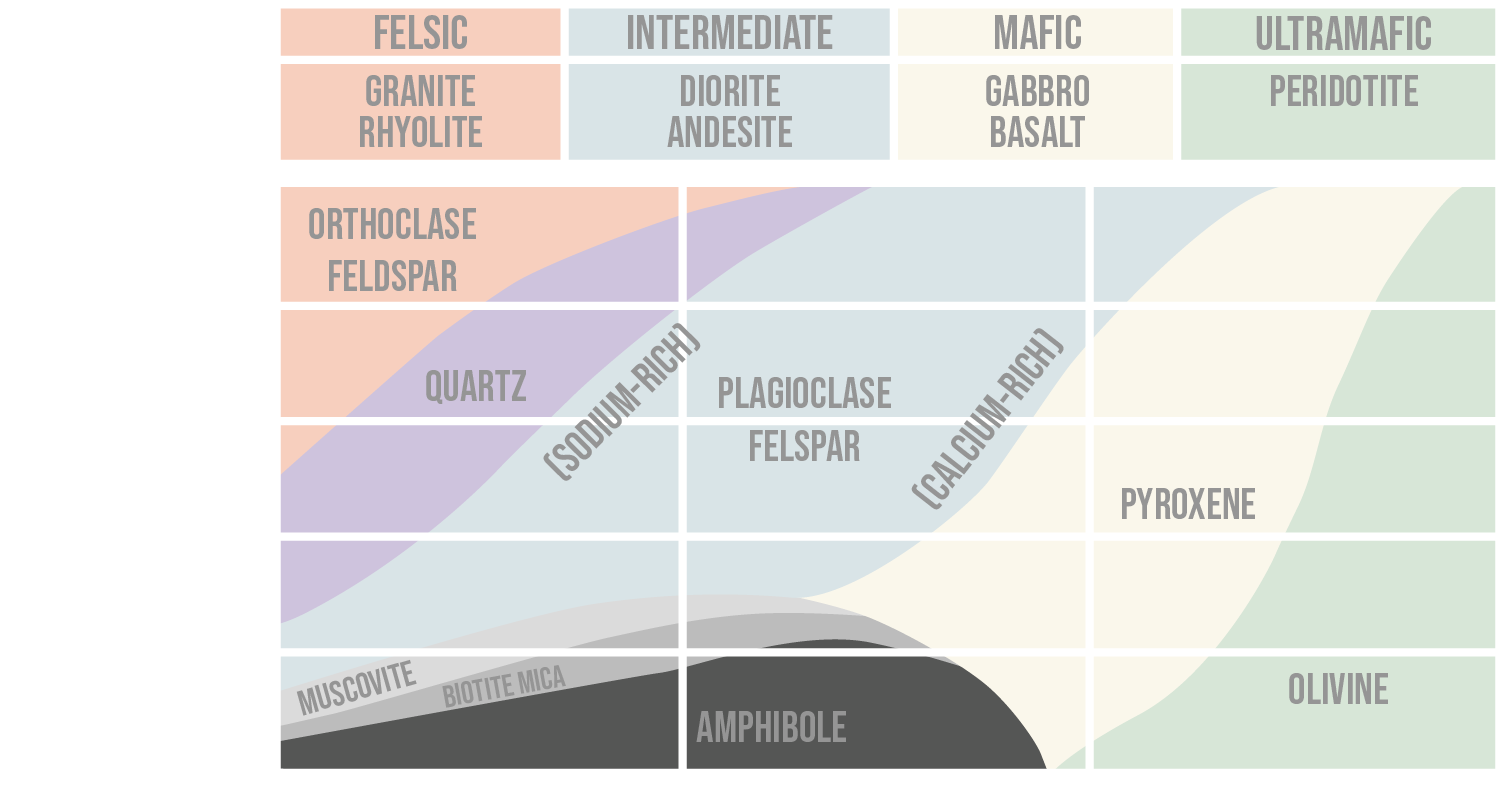 FELSIC
INTERMEDIATE
MAFIC
ULTRAMAFIC
GRANITE
RHYOLITE
DIORITE
ANDESITE
GABBRO
BASALT
PERIDOTITE
ORTHOCLASE
FELDSPAR
QUARTZ
(SODIUM-RICH)
PLAGIOCLASE
FELSPAR
(CALCIUM-RICH)
PYROXENE
MUSCOVITE
BIOTITE MICA
AMPHIBOLE
OLIVINE